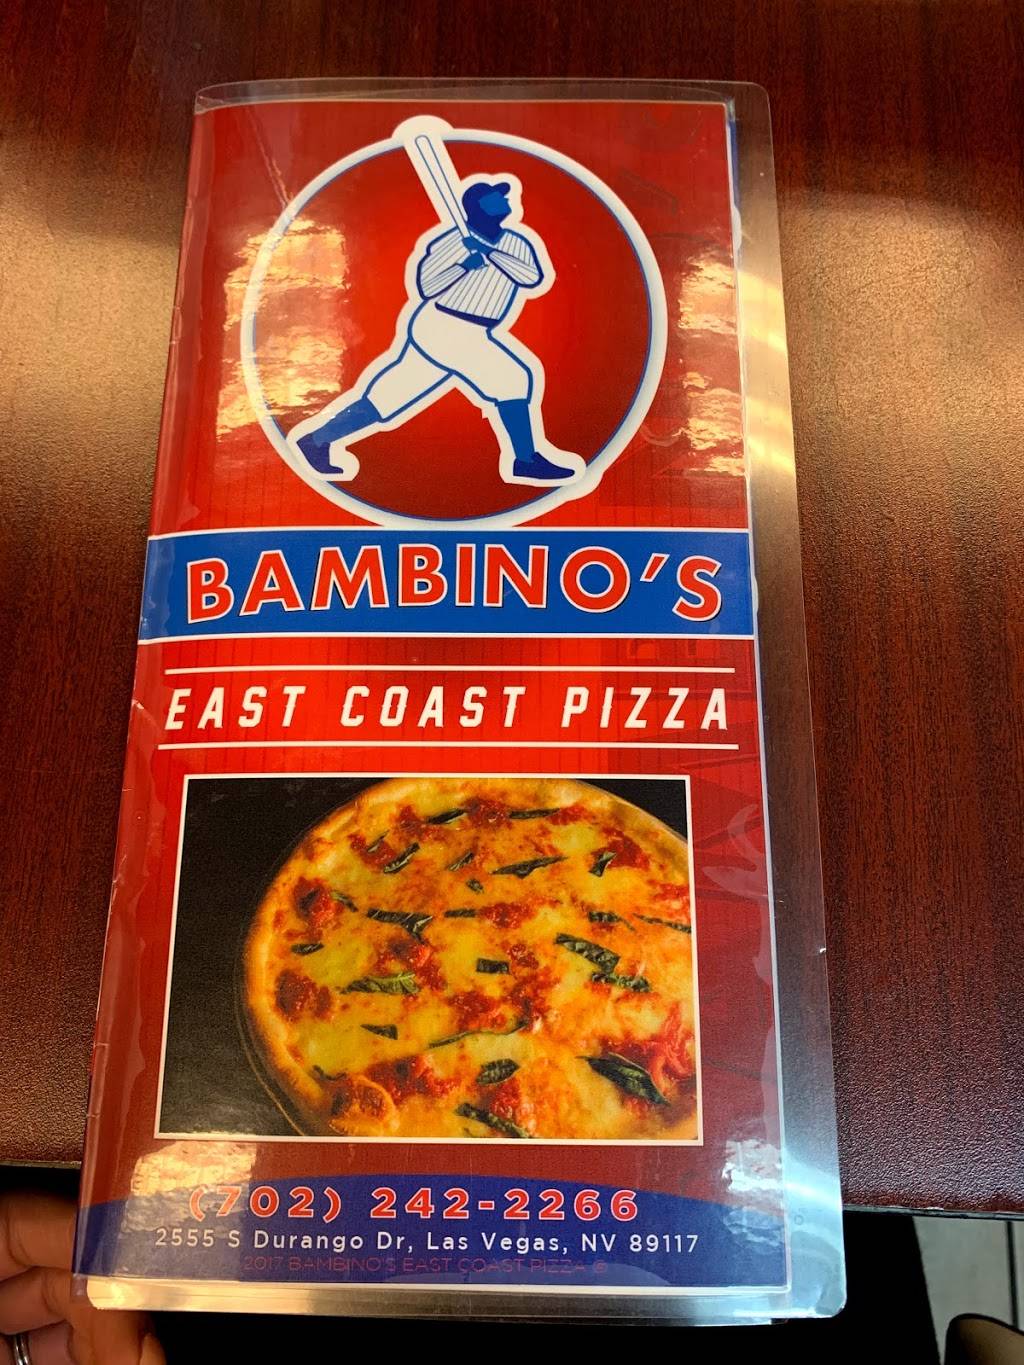 BAMBINO'S
EAST COAST PIZZA
(702) 242-2266
2555 S Durango Dr, Las Vegas, NV 89117
2017 BAMBINO'S EAST COAST PIZZA ©